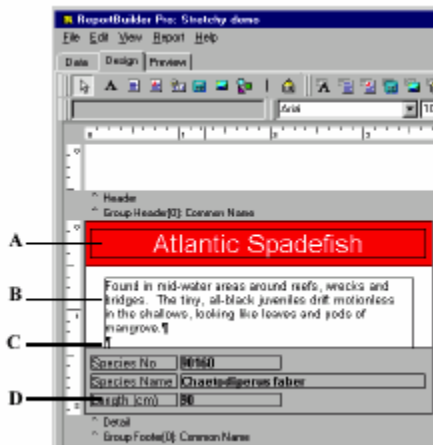 ReportBuilder Pro: Stretchy demo
File Edit View Report Help
Data Design Preview
Arial
Header
Group Header[0]: Common Name
A
Atlantic Spadefish
B
Found in mid-water areas around reefs, wrecks and
bridges. The tiny, all-black juveniles drift motionless
in the shallows, looking like leaves and pods of
mangrove.¶
C
¶
Species No 90160
Species Name Chaetodiperus faber
D
Length (cm) 90
Detail
Group Footer[0]: Common Name